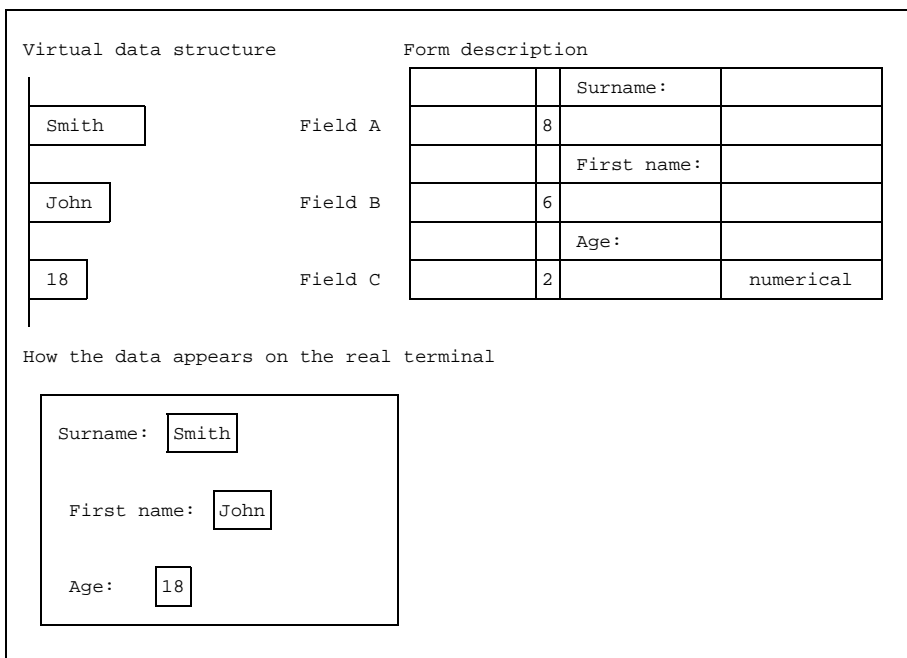 Virtual data structure Form description
Surname:
Smith Field A 8
First name:
John Field B 6
Age:
18 Field C 2 numerical
How the data appears on the real terminal
Surname: Smith
First name: John
Age: 18